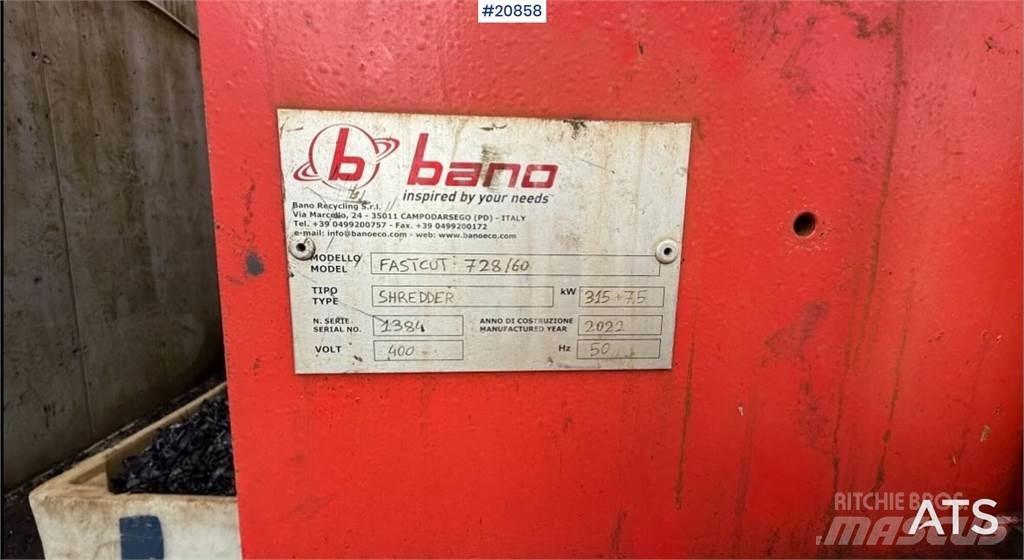 #20858
b bano
inspired by your needs
Bano Recycling S.r.l.
Via Marcello, 24 - 35011 CAMPODARSEGO (PD) - ITALY
Tel. +39 0499200757 - Fax. +39 0499200172
e-mail: info@banoeco.com - web: www.banoeco.com
MODELLO
MODEL FASTCUT 728/60
TIPO
TYPE SHREDDER kW 315+7,5
N. SERIE
SERIAL NO. 1384 ANNO DI COSTRUZIONE
MANUFACTURED YEAR 2022
VOLT 400 Hz 50
RITCHIE BROS.
MASCUS
ATS